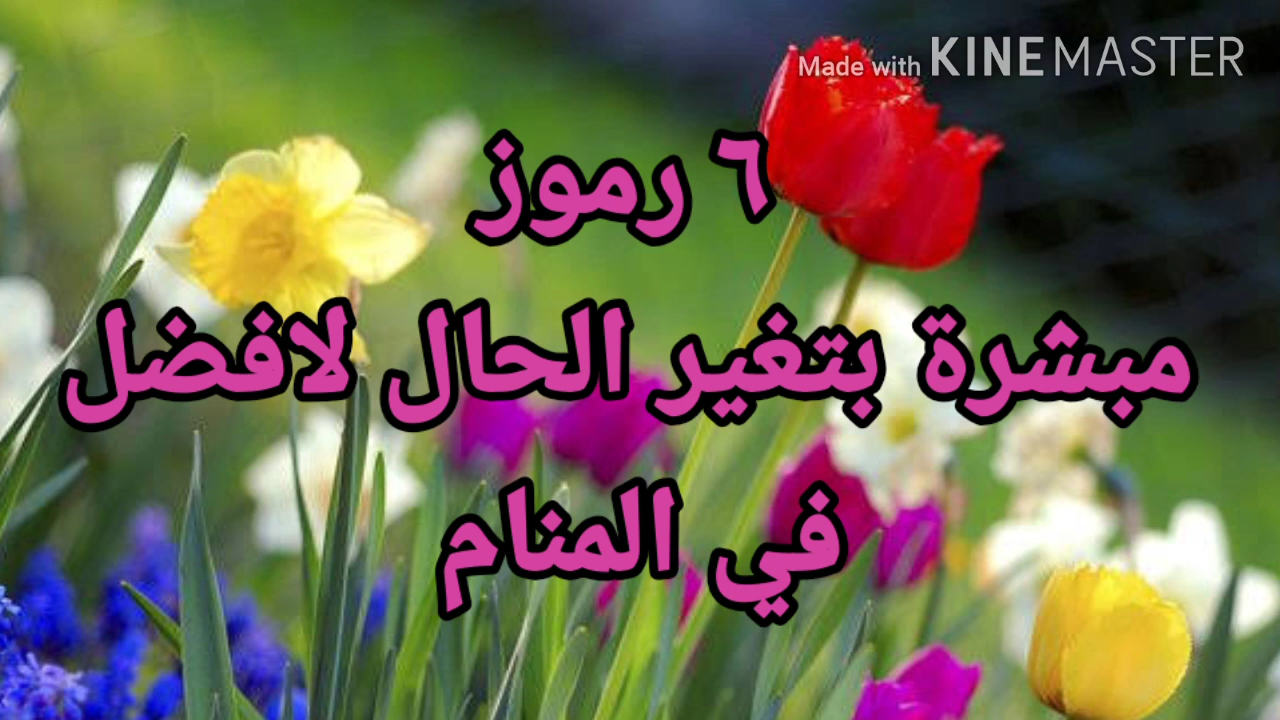 Made with KINEMASTER
٦ رموز
مبشرة بتغير الحال لافضل
في المنام